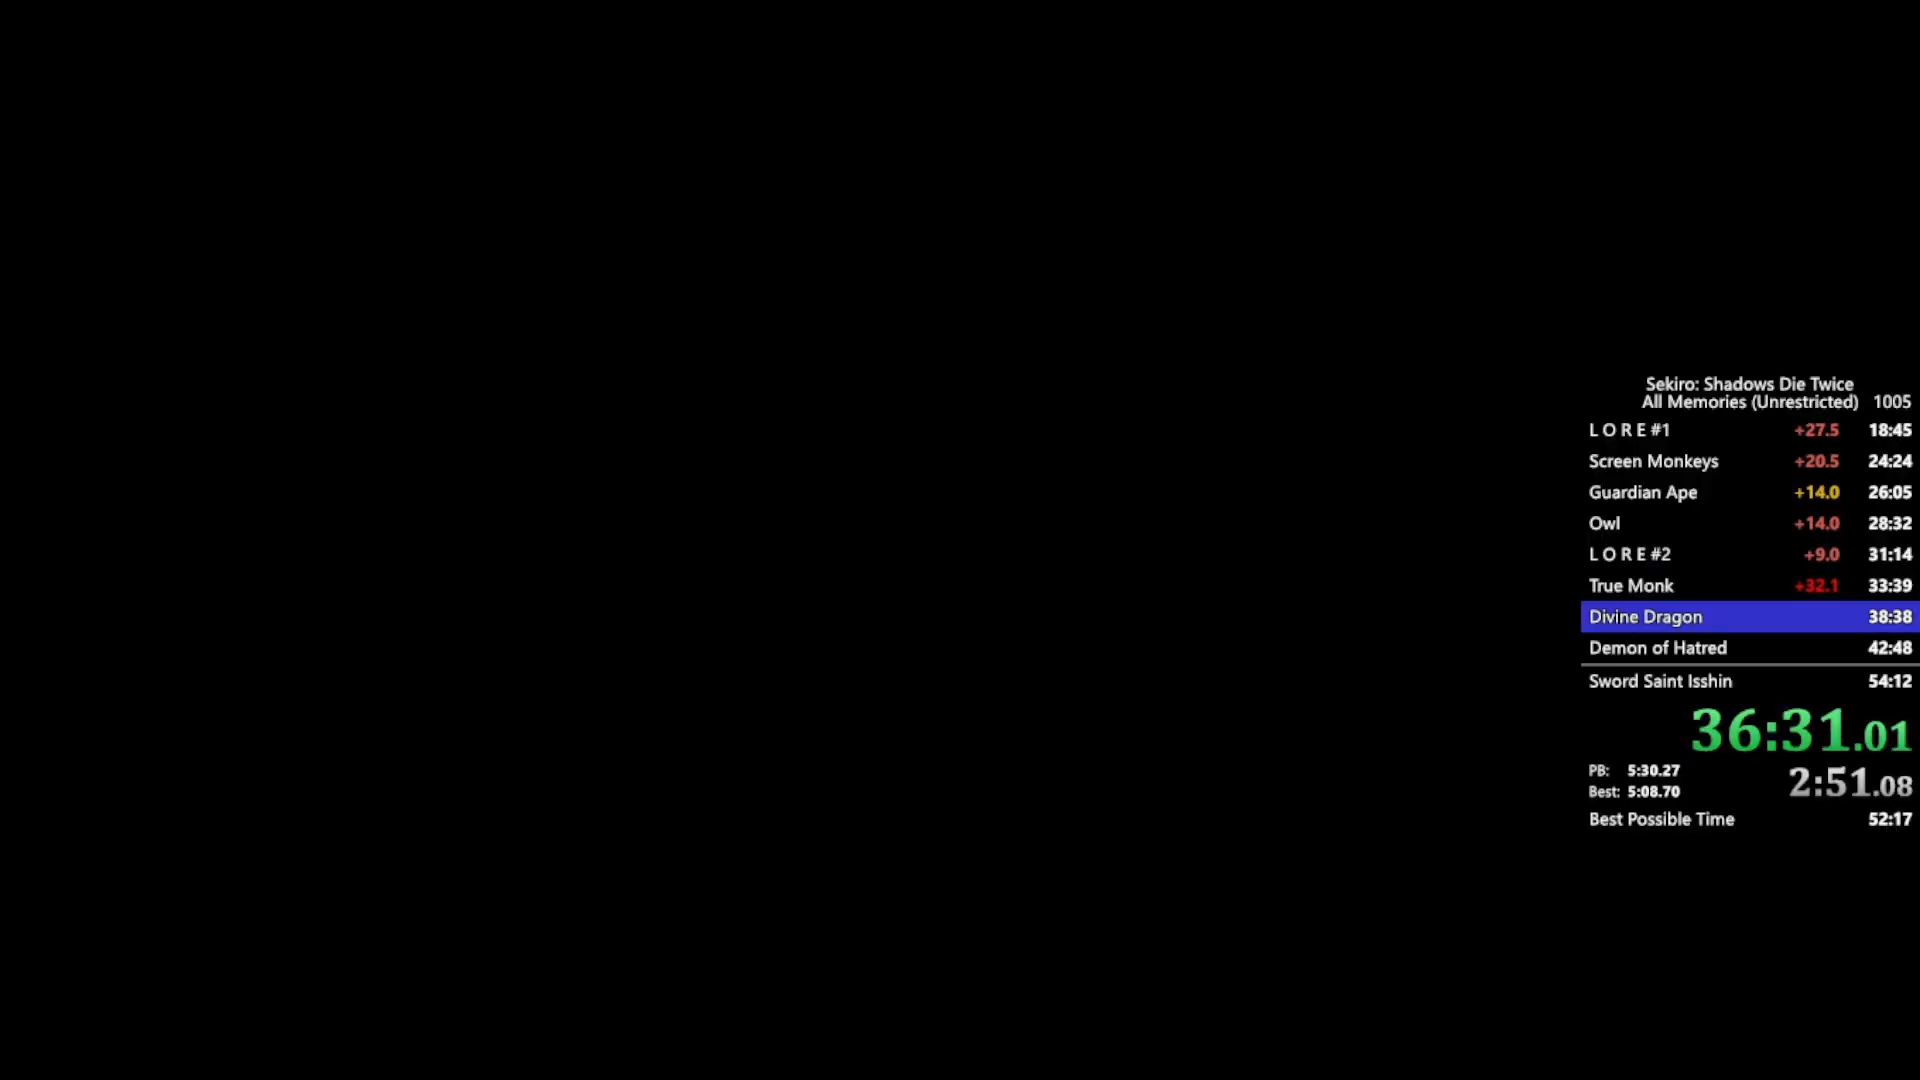 Sekiro: Shadows Die Twice
All Memories (Unrestricted) 1005
L O R E #1 +27.5 18:45
Screen Monkeys +20.5 24:24
Guardian Ape +14.0 26:05
Owl +14.0 28:32
L O R E #2 +9.0 31:14
True Monk +32.1 33:39
Divine Dragon 38:38
Demon of Hatred 42:48
Sword Saint Isshin 54:12
36:31.01
PB: 5:30.27 2:51.08
Best: 5:08.70
Best Possible Time 52:17